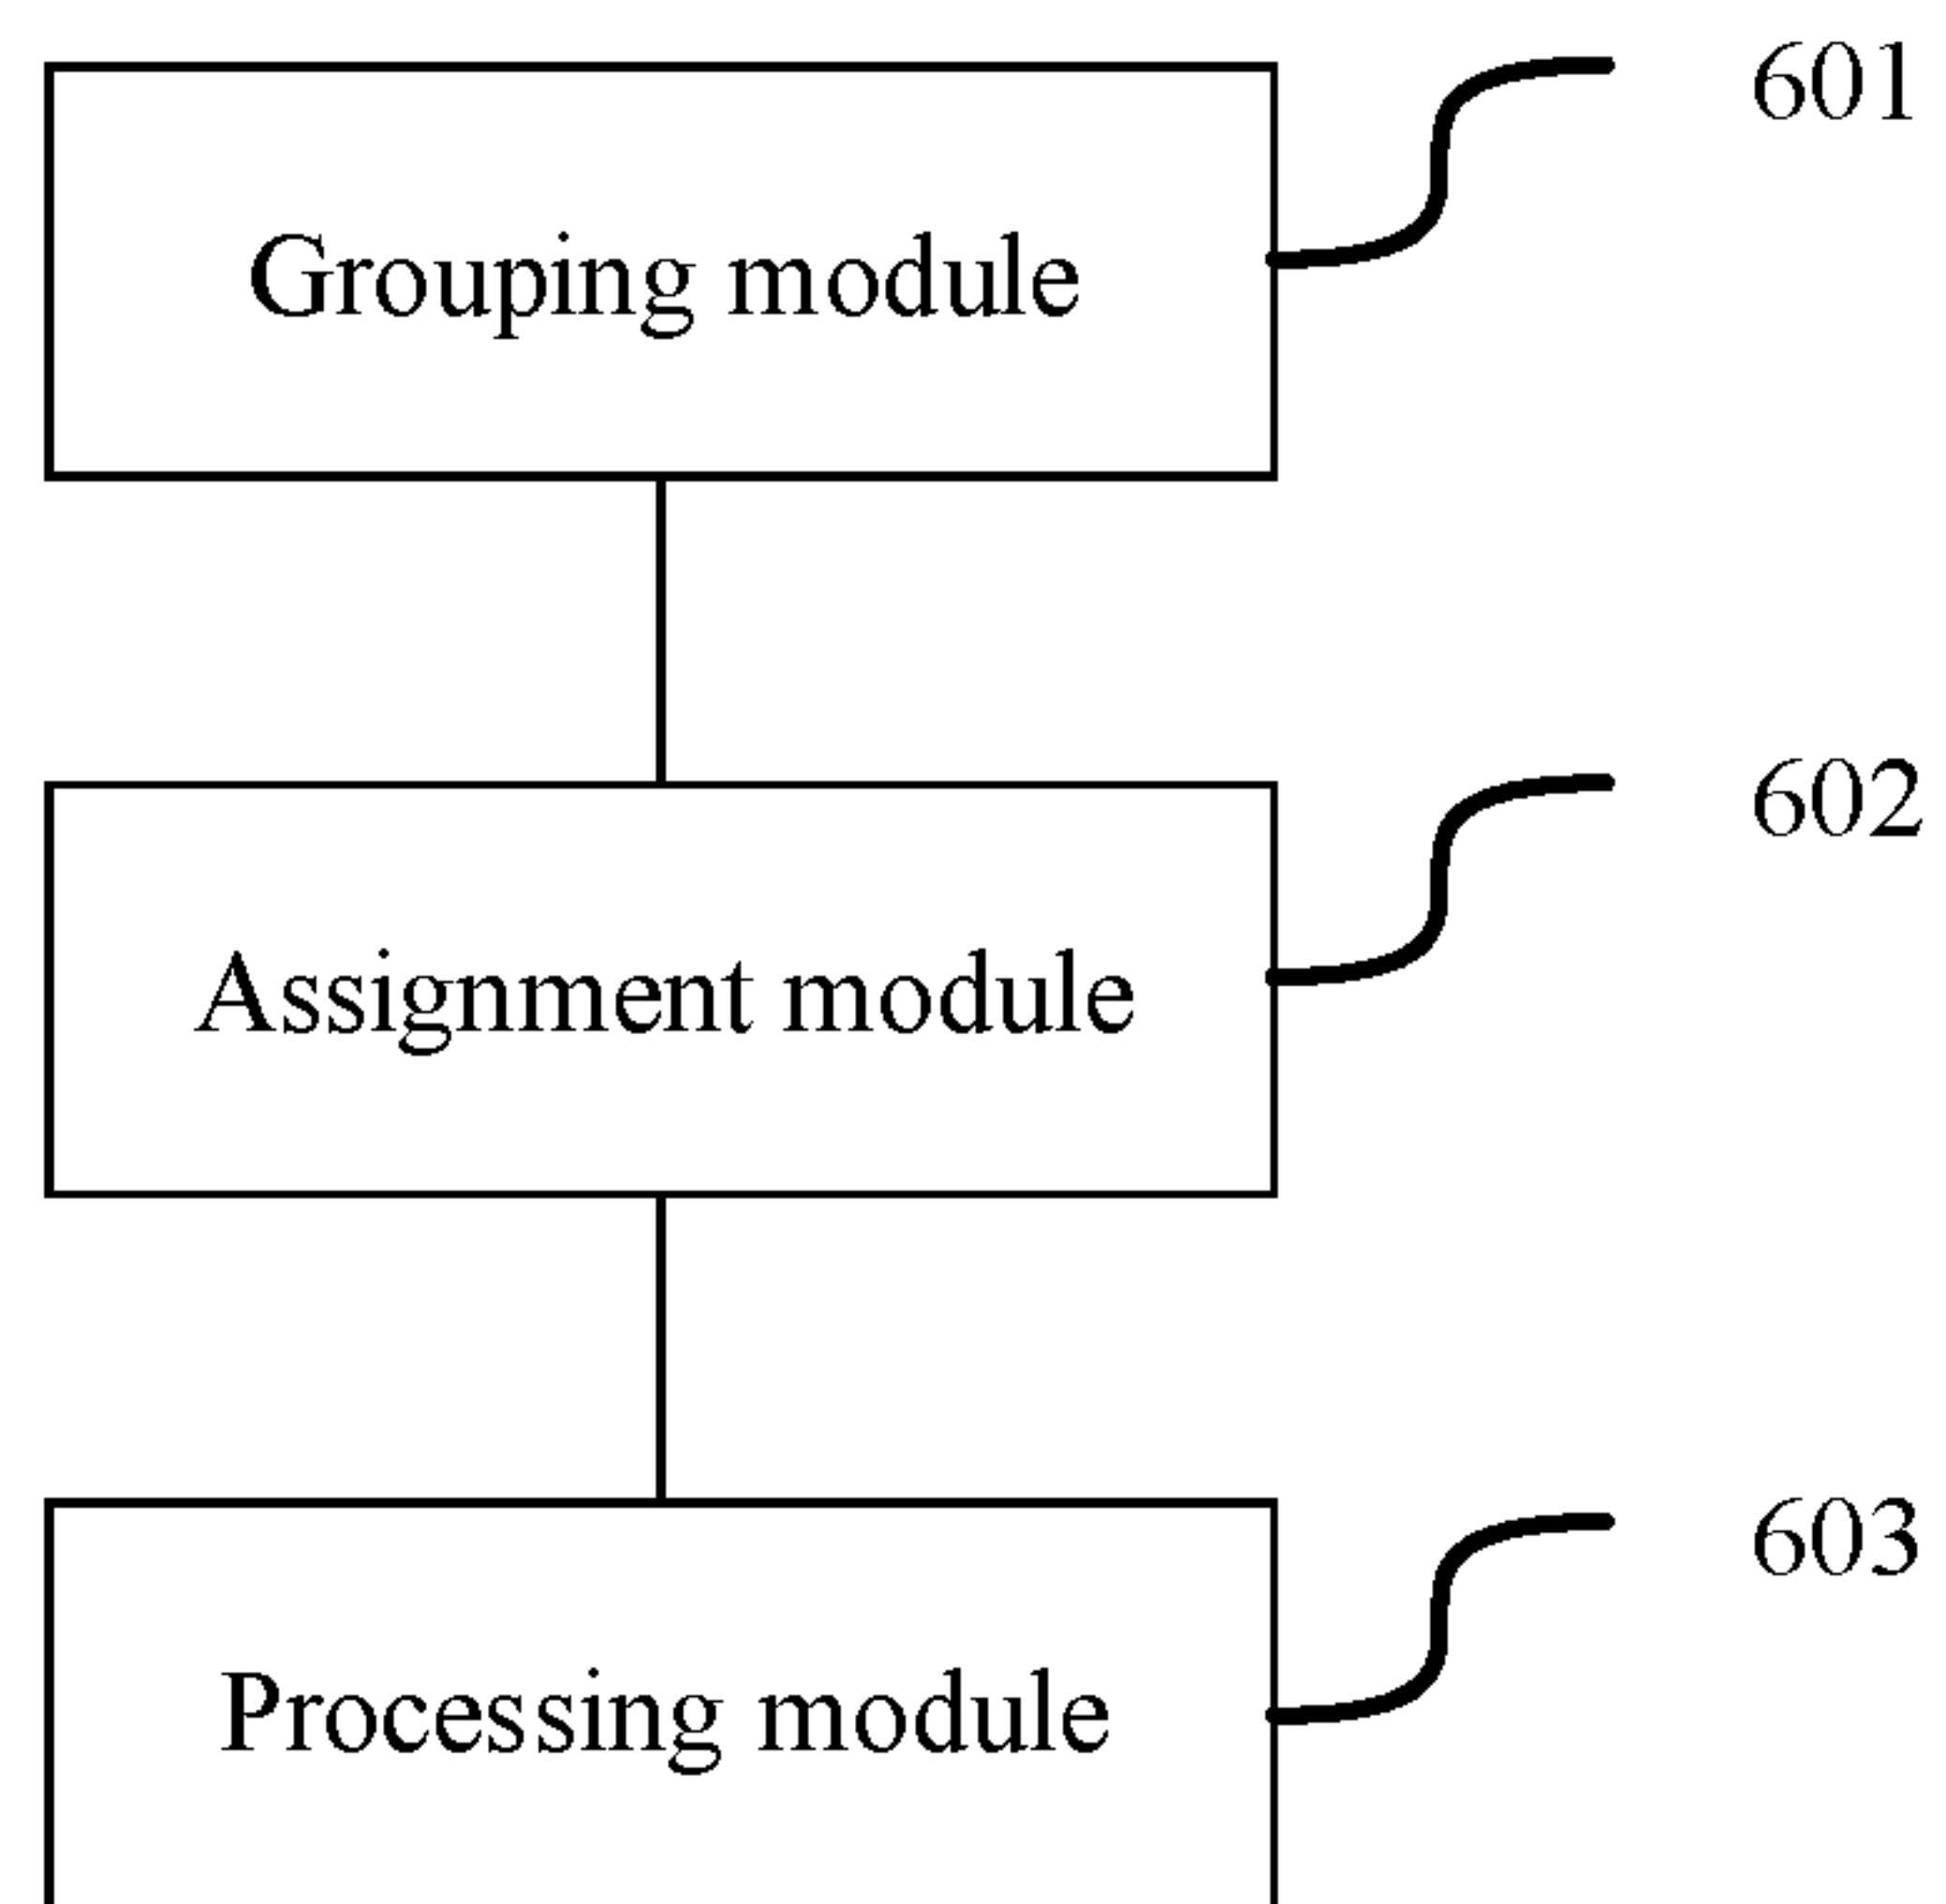 601
Grouping module
602
Assignment module
603
Processing module